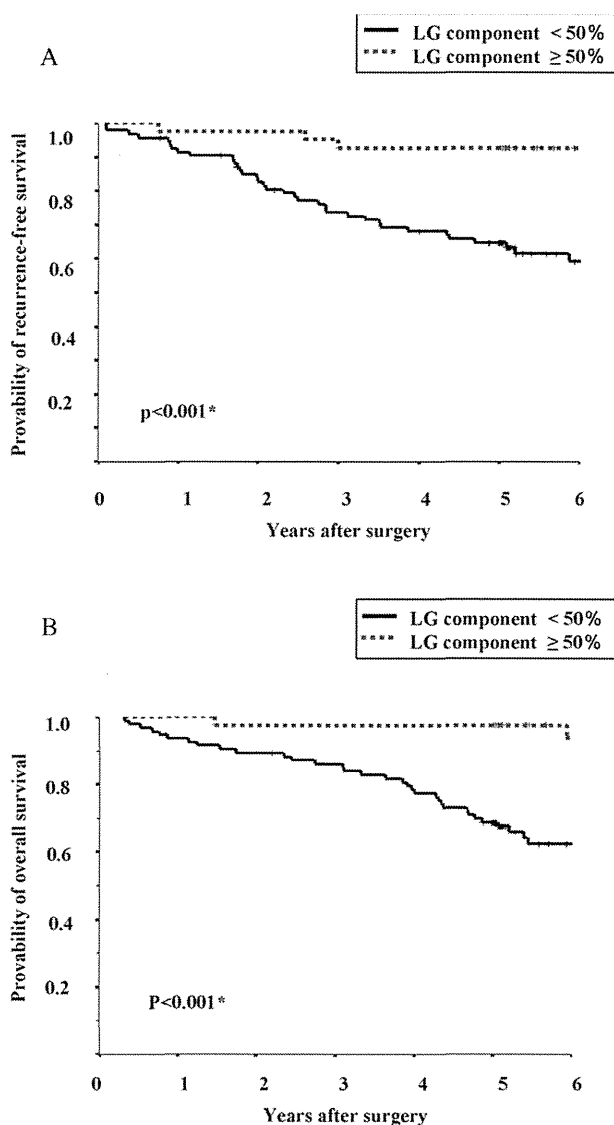 LG component < 50%
LG component ≥ 50%
A
1.0
0.8
0.6
0.4
0.2
Provability of recurrence-free survival
p<0.001*
0 1 2 3 4 5 6
Years after surgery
LG component < 50%
LG component ≥ 50%
B
1.0
0.8
0.6
0.4
0.2
Provability of overall survival
P<0.001*
0 1 2 3 4 5 6
Years after surgery